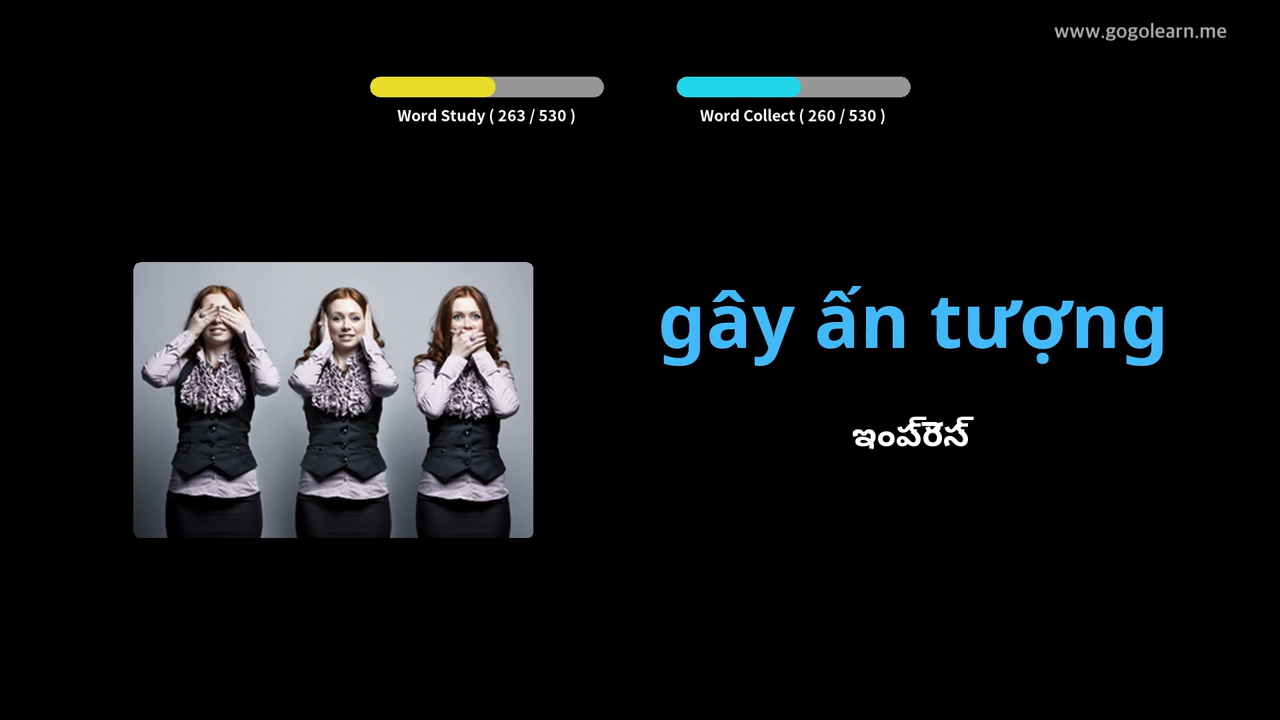 www.gogolearn.me
Word Study ( 263 / 530 )
Word Collect ( 260 / 530 )
gây ấn tượng
ఇంప్‌రెస్